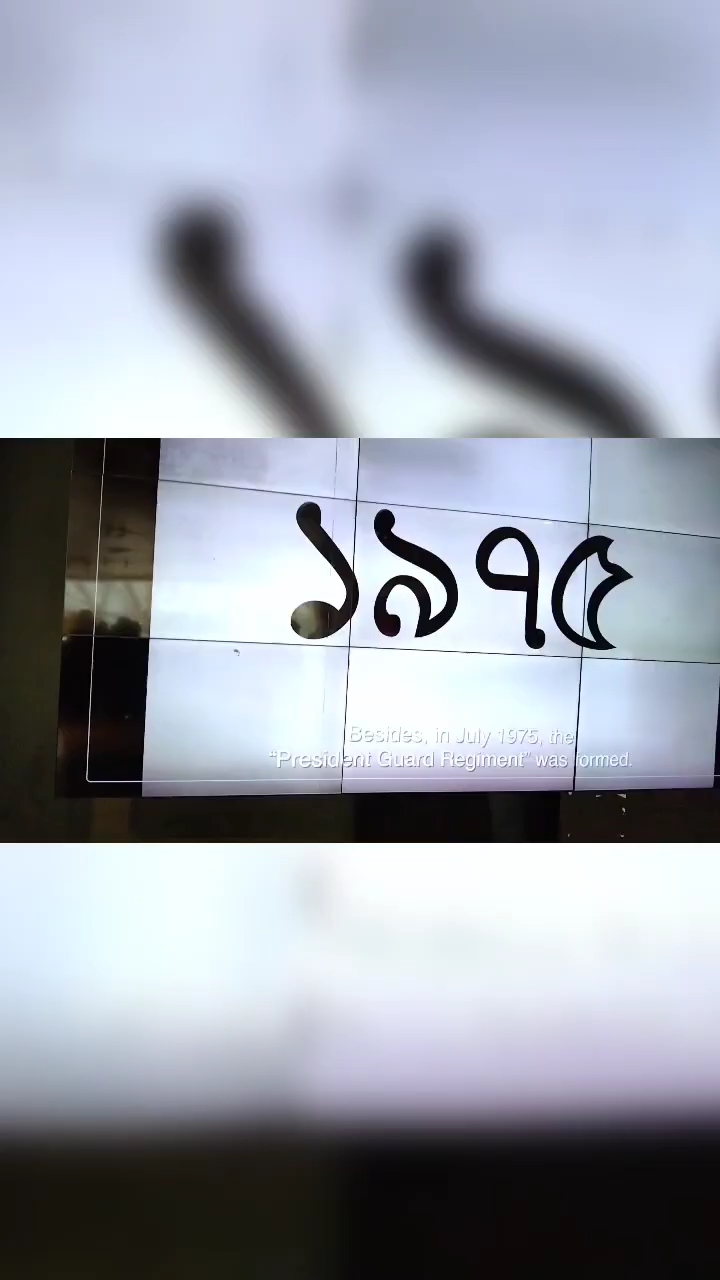 ১৯৭৫
Besides, in July 1975, the
“President Guard Regiment” was formed.